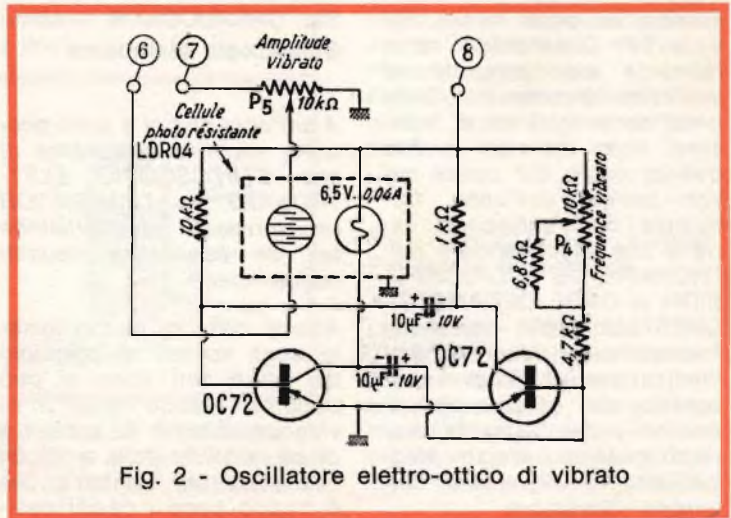 6
7
8
Amplitude
vibrato
P5
10kΩ
Cellule
photo résistante
LDR04
6,5V-0,04A
10kΩ
1kΩ
10kΩ
P4
Fréquence vibrato
6,8kΩ
4,7kΩ
+
10µF-10V
+
10µF-10V
OC72
OC72
Fig. 2 - Oscillatore elettro-ottico di vibrato